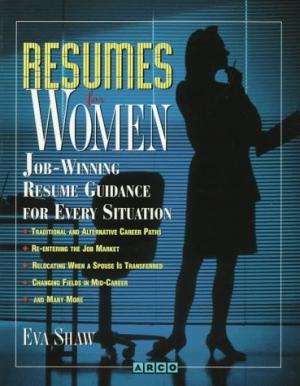 RESUMES
for
WOMEN
JOB-WINNING
RESUME GUIDANCE
FOR EVERY SITUATION
TRADITIONAL AND ALTERNATIVE CAREER PATHS
RE-ENTERING THE JOB MARKET
RELOCATING WHEN A SPOUSE IS TRANSFERRED
CHANGING FIELDS IN MID-CAREER
AND MANY MORE
EVA SHAW
ARCO